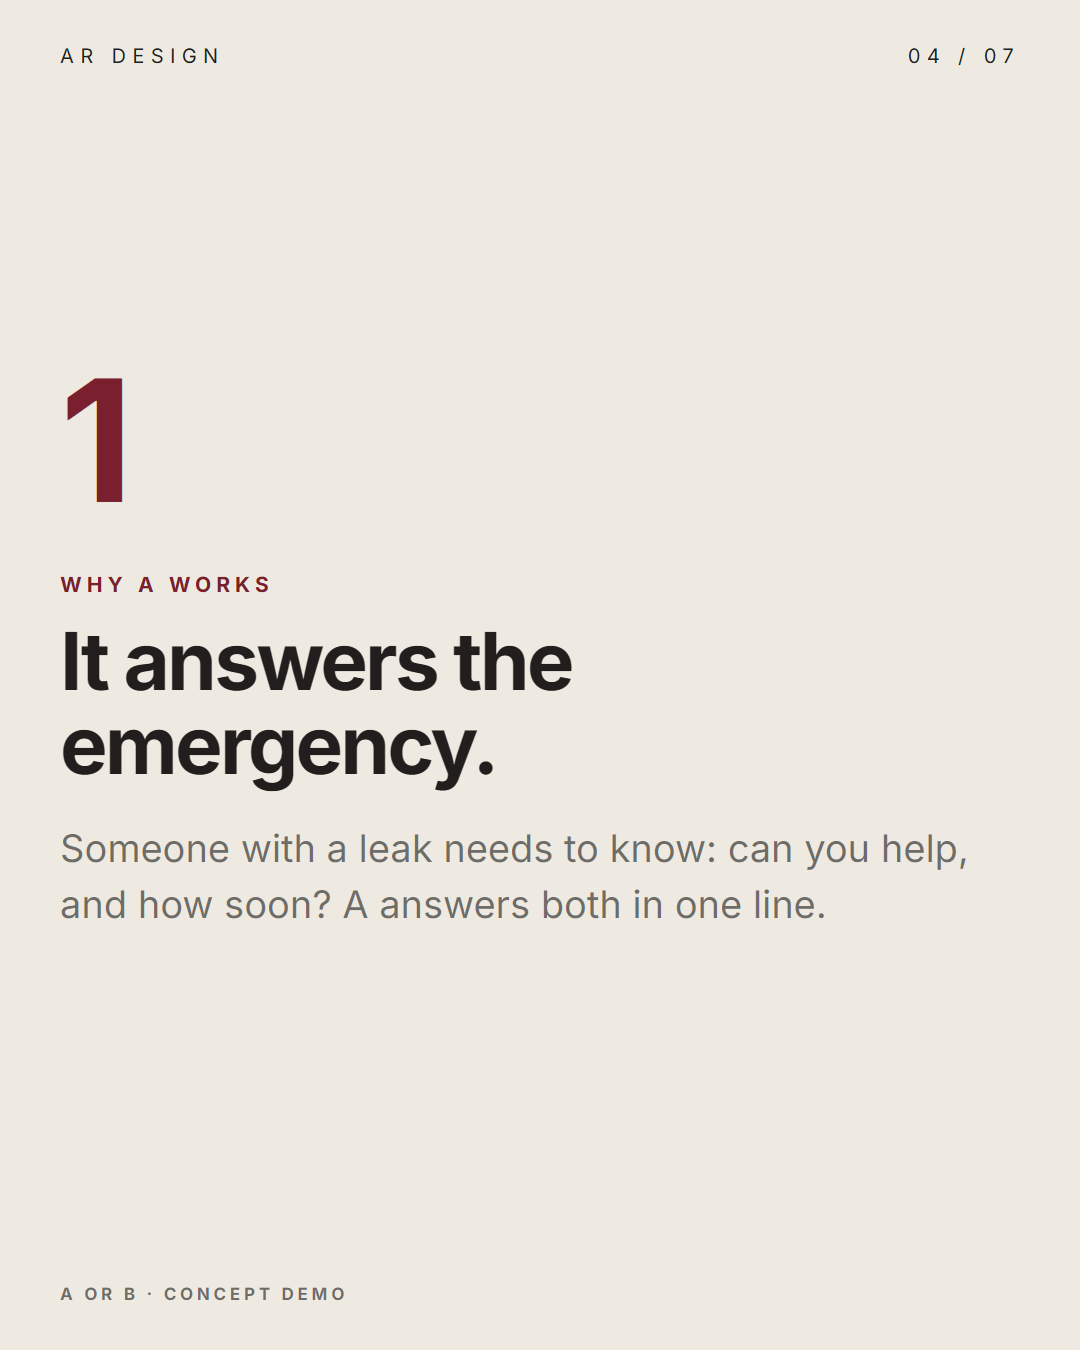 AR DESIGN
04 / 07
1
WHY A WORKS
It answers the
emergency.
Someone with a leak needs to know: can you help,
and how soon? A answers both in one line.
A OR B · CONCEPT DEMO